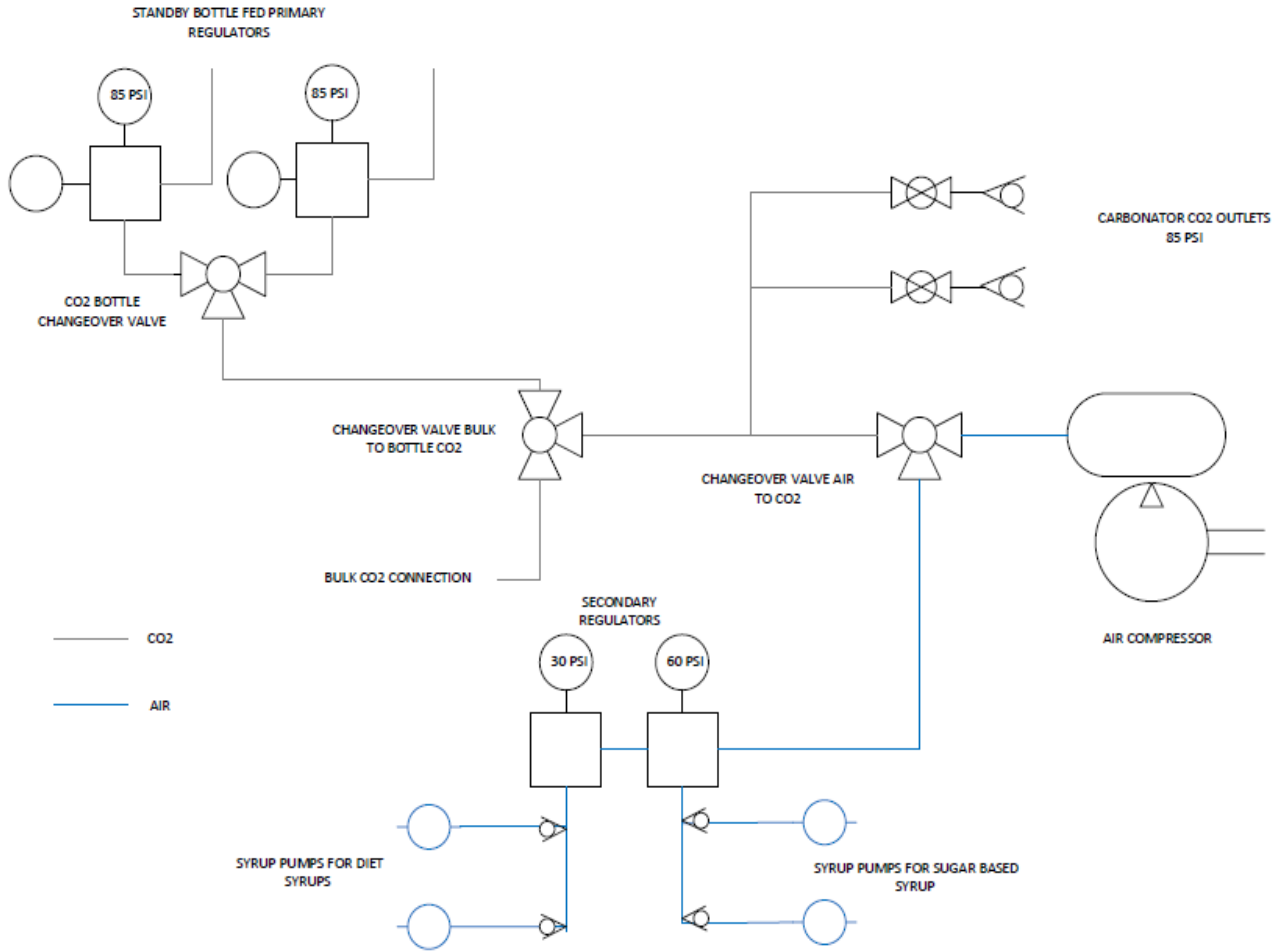 STANDBY BOTTLE FED PRIMARY
REGULATORS
85 PSI
85 PSI
CARBONATOR CO2 OUTLETS
85 PSI
CO2 BOTTLE
CHANGEOVER VALVE
CHANGEOVER VALVE BULK
TO BOTTLE CO2
CHANGEOVER VALVE AIR
TO CO2
BULK CO2 CONNECTION
SECONDARY
REGULATORS
AIR COMPRESSOR
CO2
30 PSI
60 PSI
AIR
SYRUP PUMPS FOR DIET
SYRUPS
SYRUP PUMPS FOR SUGAR BASED
SYRUP